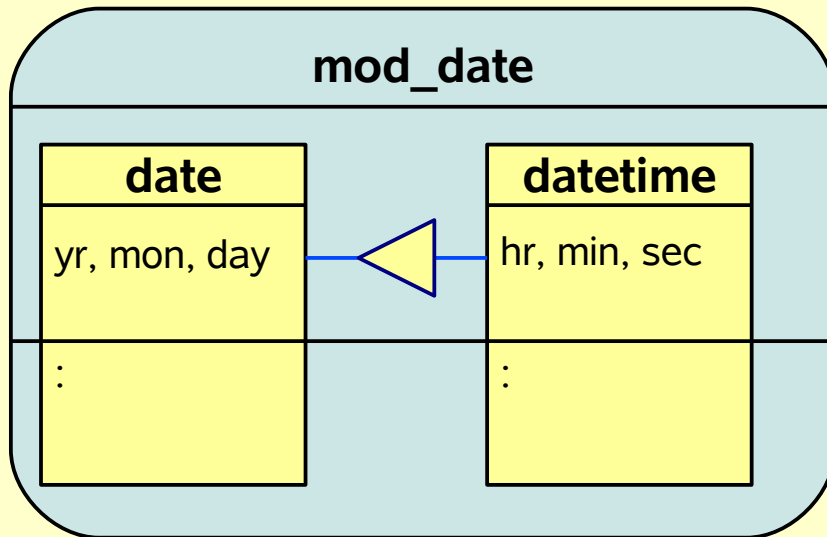 mod_date
date
yr, mon, day
:
datetime
hr, min, sec
: